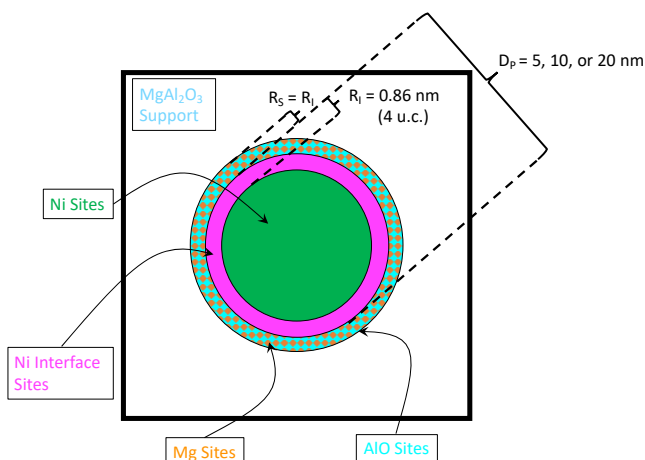 D_P = 5, 10, or 20 nm
MgAl₂O₃
Support
R_S = R_I
R_I = 0.86 nm
(4 u.c.)
Ni Sites
Ni Interface
Sites
Mg Sites
AlO Sites